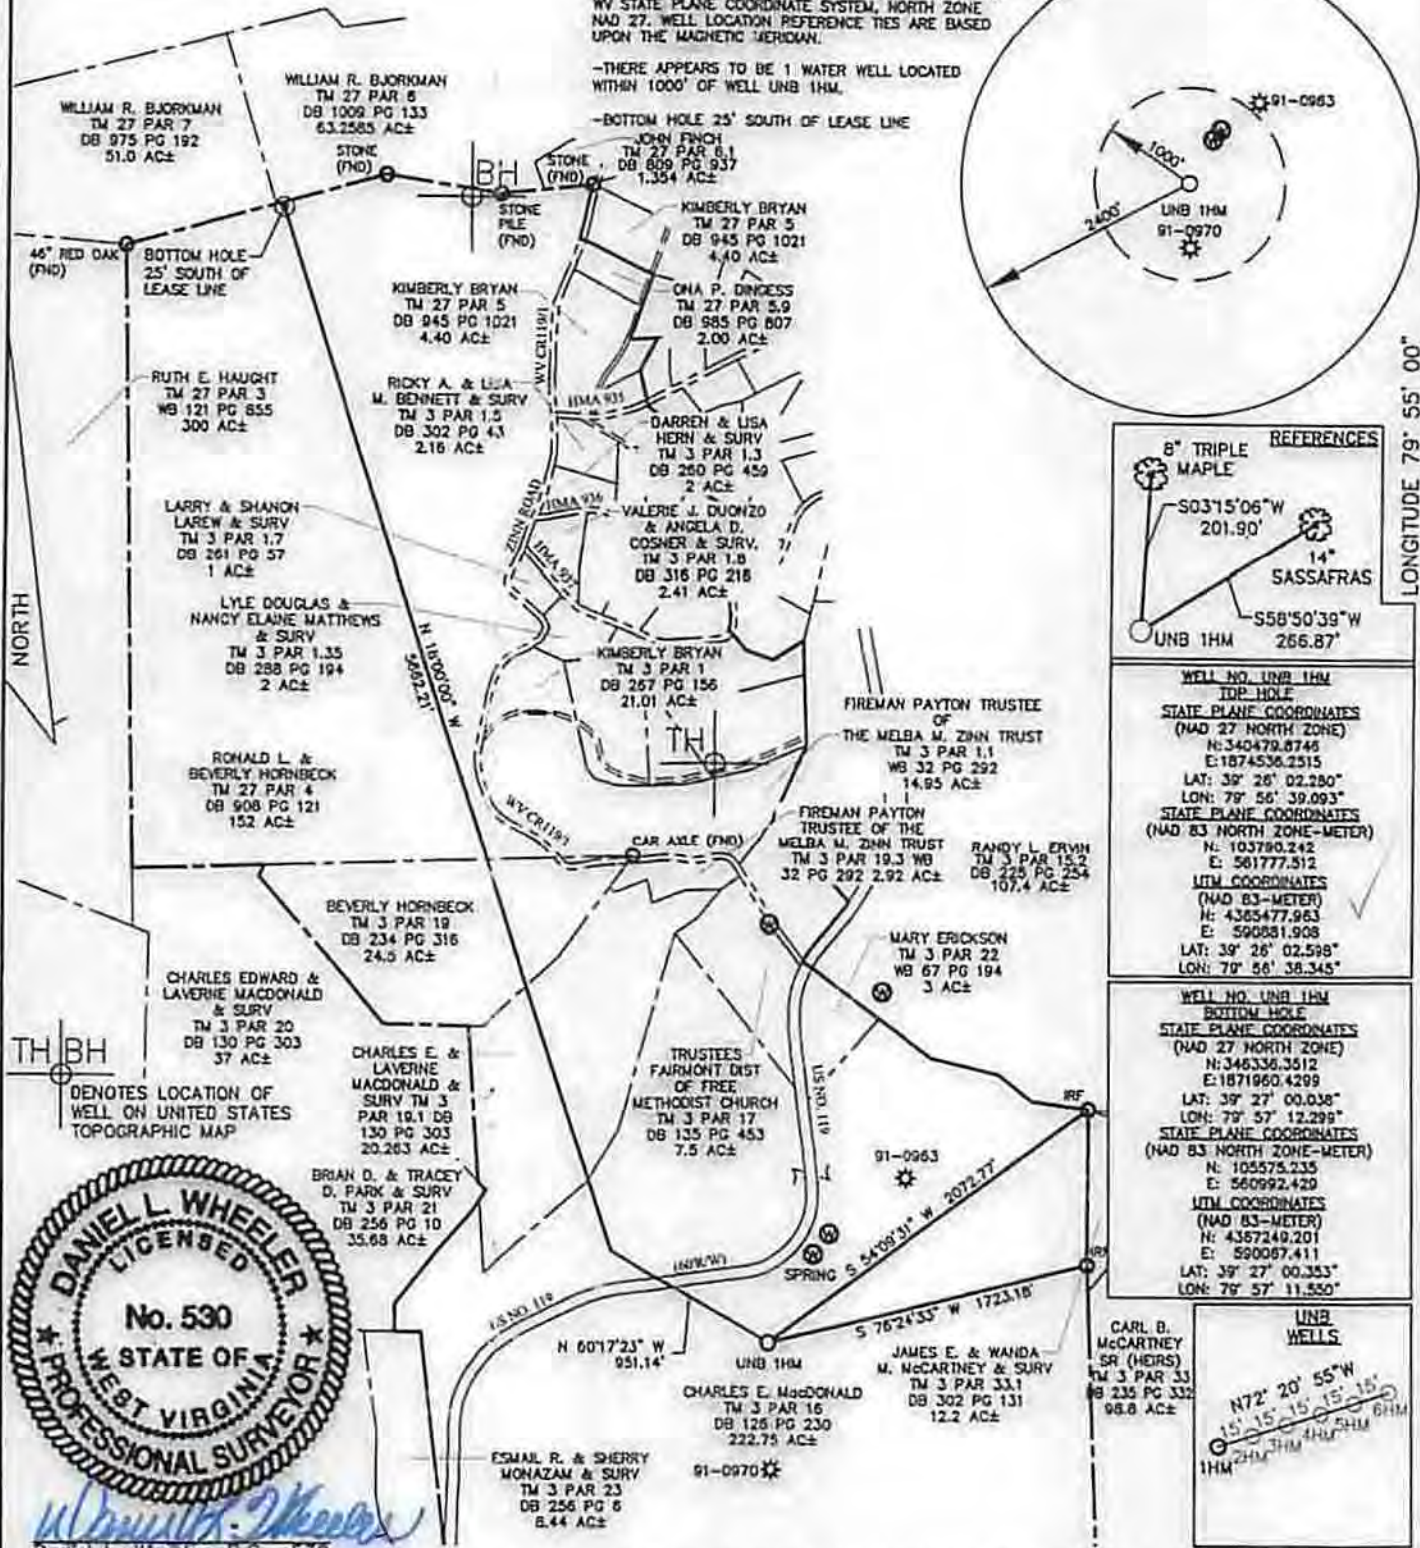 WV STATE PLANE COORDINATE SYSTEM, NORTH ZONE
NAD 27. WELL LOCATION REFERENCE TIES ARE BASED
UPON THE MAGNETIC MERIDIAN.
-THERE APPEARS TO BE 1 WATER WELL LOCATED
WITHIN 1000' OF WELL UNB 1HM.
-BOTTOM HOLE 25' SOUTH OF LEASE LINE
WILLIAM R. BJORKMAN
TM 27 PAR 7
DB 975 PG 192
51.0 AC±
WILLIAM R. BJORKMAN
TM 27 PAR 6
DB 1009 PG 133
63.2565 AC±
STONE
(FND)
BH
STONE
PILE
(FND)
STONE
(FND)
JOHN FINCH
TM 27 PAR 6.1
DB 809 PG 937
1.354 AC±
KIMBERLY BRYAN
TM 27 PAR 5
DB 945 PG 1021
4.40 AC±
91-0963
1000'
2400'
UNB 1HM
91-0970
46" RED OAK
(FND)
BOTTOM HOLE
25' SOUTH OF
LEASE LINE
KIMBERLY BRYAN
TM 27 PAR 5
DB 945 PG 1021
4.40 AC±
ONA P. DINGESS
TM 27 PAR 5.9
DB 985 PG 807
2.00 AC±
WV CR119/1
RUTH E. HAUGHT
TM 27 PAR 3
WB 121 PG 655
300 AC±
RICKY A. & LISA
M. BENNETT & SURV
TM 3 PAR 1.5
DB 302 PG 43
2.16 AC±
HMA 935
DARREN & LISA
HERN & SURV
TM 3 PAR 1.3
DB 260 PG 459
2 AC±
LONGITUDE 79° 55' 00"
REFERENCES
8" TRIPLE
MAPLE
S03°15'06"W
201.90'
14"
SASSAFRAS
S58°50'39"W
266.87'
UNB 1HM
LARRY & SHANON
LAREW & SURV
TM 3 PAR 1.7
DB 261 PG 57
1 AC±
ZINN ROAD
HMA 936
HMA 937
VALERIE J. DUONZO
& ANGELA D.
COSNER & SURV.
TM 3 PAR 1.8
DB 316 PG 216
2.41 AC±
NORTH
LYLE DOUGLAS &
NANCY ELAINE MATTHEWS
& SURV
TM 3 PAR 1.35
DB 288 PG 194
2 AC±
N 18°00'00" W
5662.21'
KIMBERLY BRYAN
TM 3 PAR 1
DB 267 PG 156
21.01 AC±
TH
FIREMAN PAYTON TRUSTEE
OF
THE MELBA M. ZINN TRUST
TM 3 PAR 1.1
WB 32 PG 292
14.95 AC±
RONALD L. &
BEVERLY HORNBECK
TM 27 PAR 4
DB 908 PG 121
152 AC±
WV CR119/1
CAR AXLE (FND)
FIREMAN PAYTON
TRUSTEE OF THE
MELBA M. ZINN TRUST
TM 3 PAR 19.3 WB
32 PG 292 2.92 AC±
RANDY L. ERVIN
TM 3 PAR 15.2
DB 225 PG 254
107.4 AC±
WELL NO. UNB 1HM
TOP HOLE
STATE PLANE COORDINATES
(NAD 27 NORTH ZONE)
N:340479.8746
E:1874536.2515
LAT: 39° 26' 02.280"
LON: 79° 56' 39.093"
STATE PLANE COORDINATES
(NAD 83 NORTH ZONE-METER)
N: 103790.242
E: 561777.512
UTM COORDINATES
(NAD 83-METER)
N: 4365477.963
E: 590881.908
LAT: 39° 26' 02.598"
LON: 79° 56' 38.345"
BEVERLY HORNBECK
TM 3 PAR 19
DB 234 PG 316
24.5 AC±
MARY ERICKSON
TM 3 PAR 22
WB 67 PG 194
3 AC±
W
W
CHARLES EDWARD &
LAVERNE MACDONALD
& SURV
TM 3 PAR 20
DB 130 PG 303
37 AC±
TH BH
DENOTES LOCATION OF
WELL ON UNITED STATES
TOPOGRAPHIC MAP
CHARLES E. &
LAVERNE
MACDONALD &
SURV TM 3
PAR 19.1 DB
130 PG 303
20.263 AC±
TRUSTEES
FAIRMONT DIST
OF FREE
METHODIST CHURCH
TM 3 PAR 17
DB 135 PG 453
7.5 AC±
US NO. 119
IRF
WELL NO. UNB 1HM
BOTTOM HOLE
STATE PLANE COORDINATES
(NAD 27 NORTH ZONE)
N:346336.3512
E:1871960.4299
LAT: 39° 27' 00.038"
LON: 79° 57' 12.299"
STATE PLANE COORDINATES
(NAD 83 NORTH ZONE-METER)
N: 105575.235
E: 560992.429
UTM COORDINATES
(NAD 83-METER)
N: 4367249.201
E: 590067.411
LAT: 39° 27' 00.353"
LON: 79° 57' 11.550"
BRIAN D. & TRACEY
D. PARK & SURV
TM 3 PAR 21
DB 256 PG 10
35.68 AC±
91-0963
W
W
SPRING
S 54°09'31" W 2072.77'
S 76°24'33" W 1723.18'
(60'R/W)
US NO. 119
N 60°17'23" W
951.14'
UNB 1HM
DANIEL L. WHEELER
LICENSED
No. 530
STATE OF
WEST VIRGINIA
PROFESSIONAL SURVEYOR
CHARLES E. MacDONALD
TM 3 PAR 16
DB 126 PG 230
222.75 AC±
JAMES E. & WANDA
M. McCARTNEY & SURV
TM 3 PAR 33.1
DB 302 PG 131
12.2 AC±
CARL B.
McCARTNEY
SR (HEIRS)
TM 3 PAR 33
DB 235 PG 332
98.8 AC±
UNB
WELLS
N72° 20' 55"W
15' 15' 15' 15' 15'
1HM 2HM 3HM 4HM 5HM 6HM
ESMAIL R. & SHERRY
MONAZAM & SURV
TM 3 PAR 23
DB 256 PG 6
8.44 AC±
91-0970